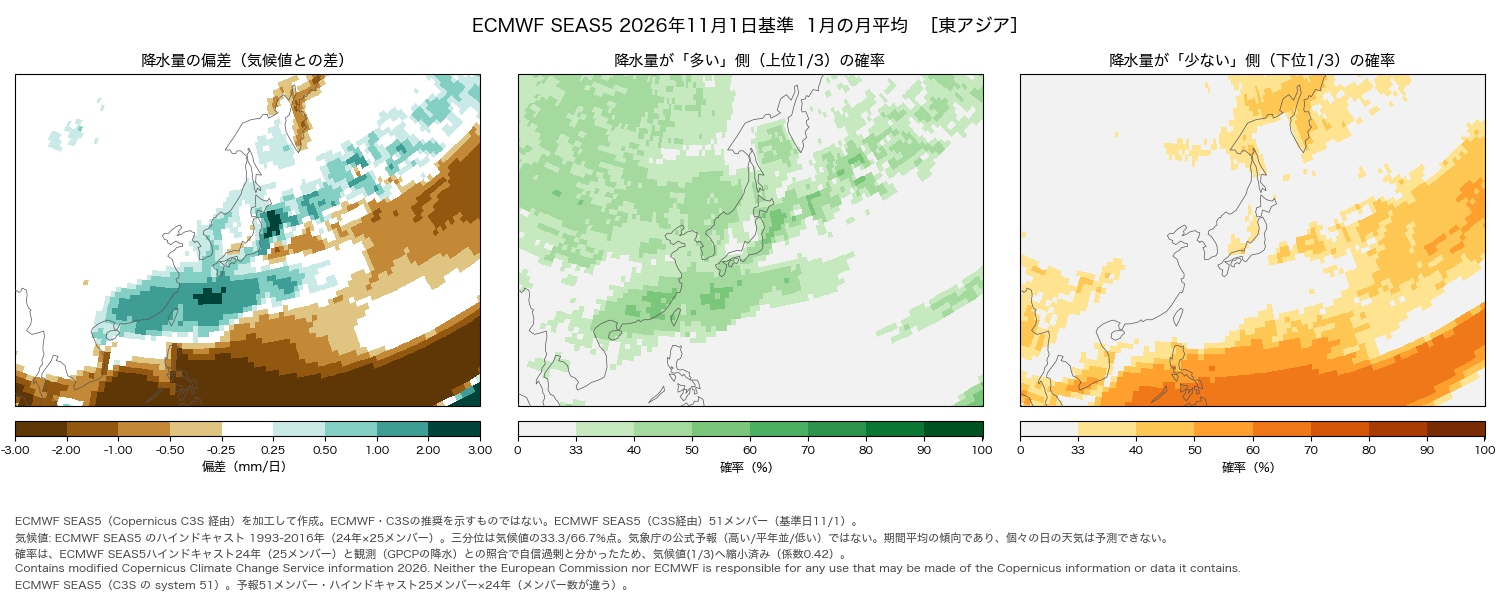 ECMWF SEAS5 2026年11月1日基準 1月の月平均 ［東アジア］
降水量の偏差（気候値との差）
降水量が「多い」側（上位1/3）の確率
降水量が「少ない」側（下位1/3）の確率
-3.00 -2.00 -1.00 -0.50 -0.25 0.25 0.50 1.00 2.00 3.00
偏差（mm/日）
0 33 40 50 60 70 80 90 100
確率（%）
0 33 40 50 60 70 80 90 100
確率（%）
ECMWF SEAS5（Copernicus C3S 経由）を加工して作成。ECMWF・C3Sの推奨を示すものではない。ECMWF SEAS5（C3S経由）51メンバー（基準日11/1）。
気候値: ECMWF SEAS5 のハインドキャスト 1993-2016年（24年×25メンバー）。三分位は気候値の33.3/66.7%点。気象庁の公式予報（高い/平年並/低い）ではない。期間平均の傾向であり、個々の日の天気は予測できない。
確率は、ECMWF SEAS5ハインドキャスト24年（25メンバー）と観測（GPCPの降水）との照合で自信過剰と分かったため、気候値(1/3)へ縮小済み（係数0.42）。
Contains modified Copernicus Climate Change Service information 2026. Neither the European Commission nor ECMWF is responsible for any use that may be made of the Copernicus information or data it contains.
ECMWF SEAS5（C3S の system 51）。予報51メンバー・ハインドキャスト25メンバー×24年（メンバー数が違う）。